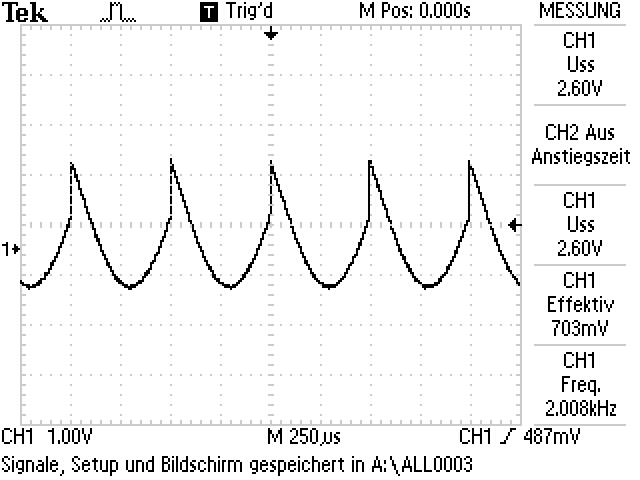 Tek T Trig'd M Pos: 0.000s MESSUNG
CH1
Uss
2.60V
CH2 Aus
Anstiegszeit
CH1
Uss
2.60V
CH1
Effektiv
703mV
CH1
Freq.
2.008kHz
1
CH1 1.00V M 250µs CH1 487mV
Signale, Setup und Bildschirm gespeichert in A:\ALL0003